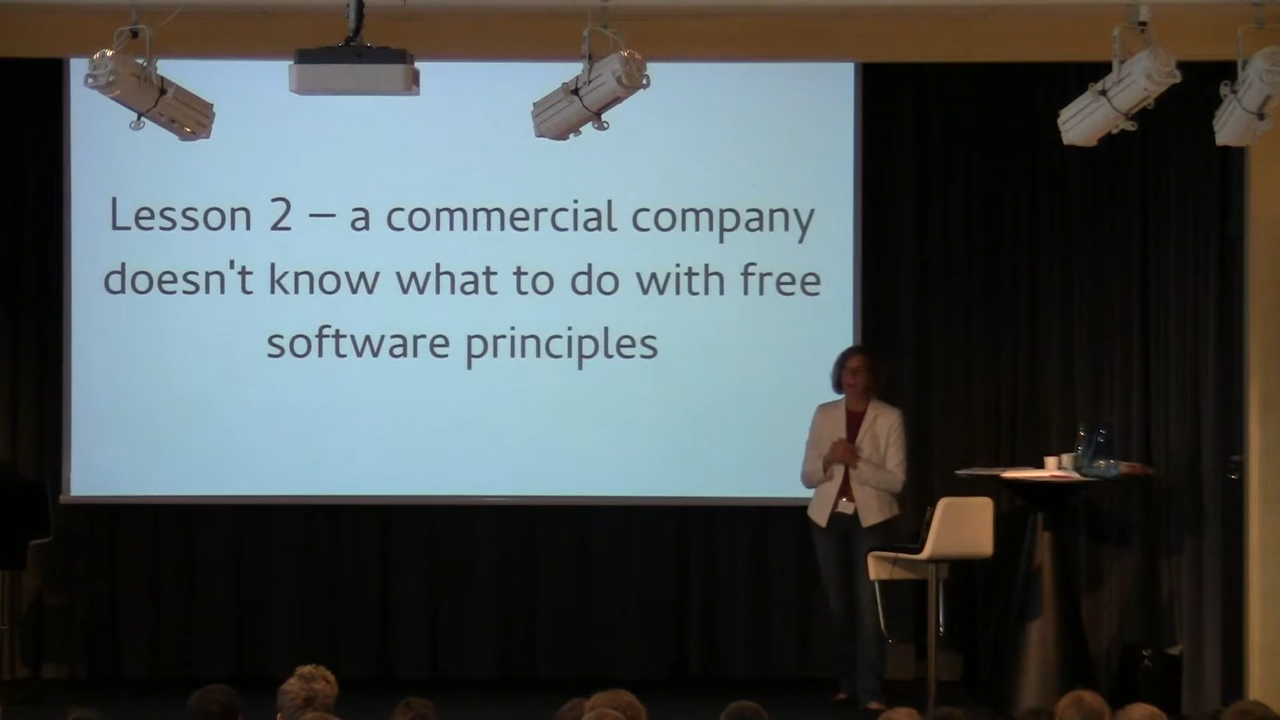 Lesson 2 – a commercial company
doesn't know what to do with free
software principles